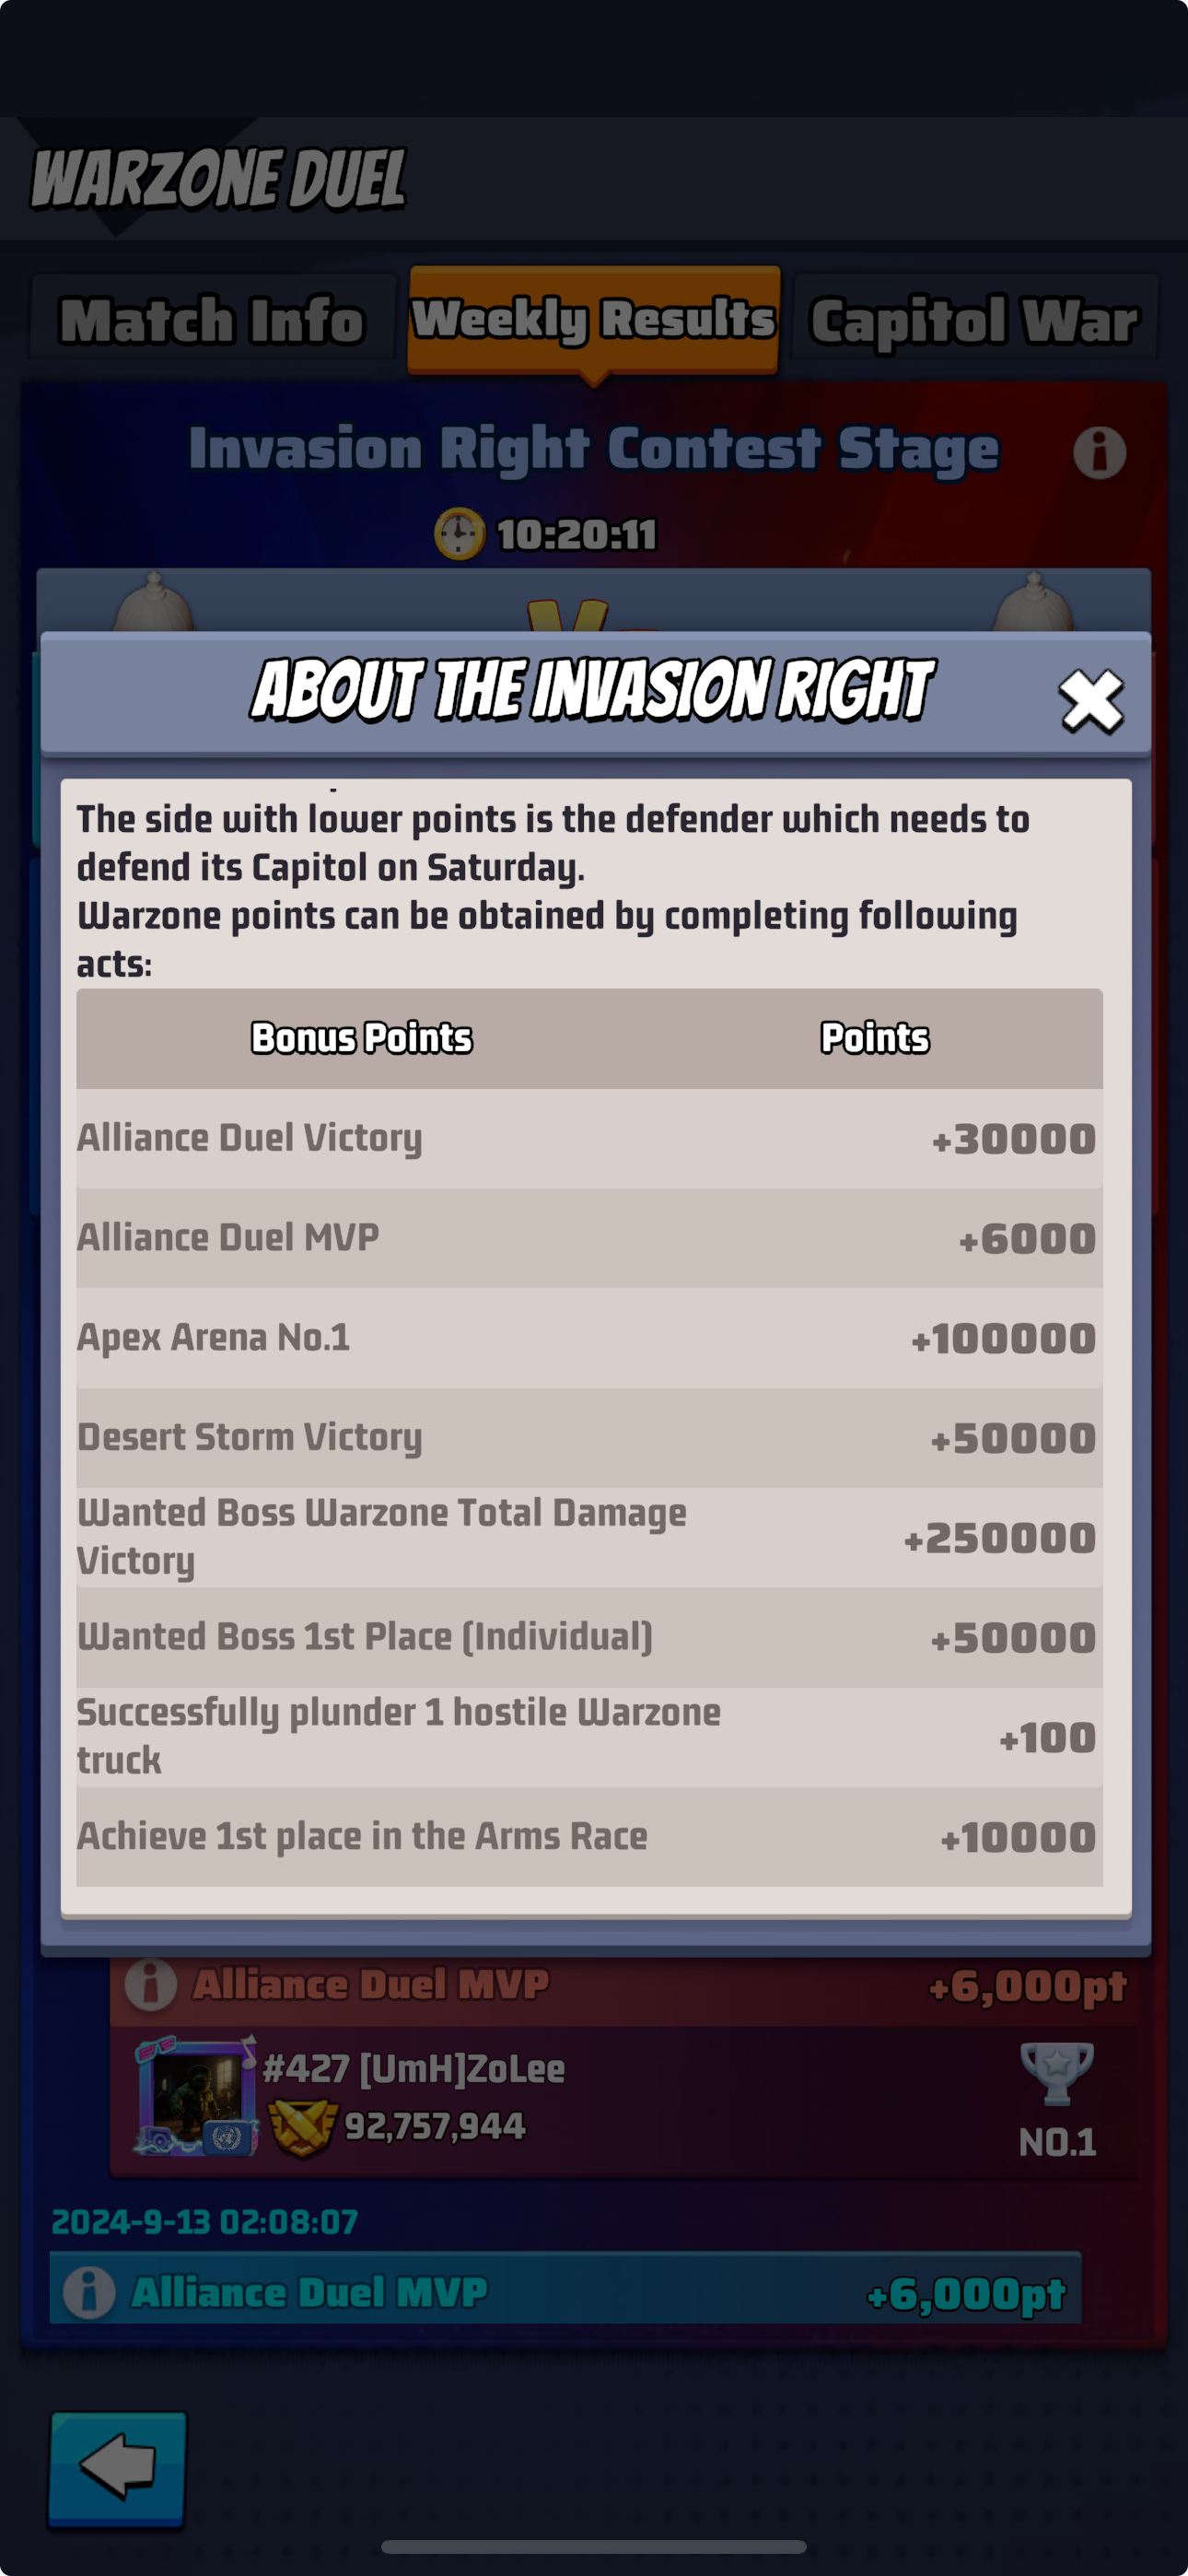 WARZONE DUEL
Match Info
Weekly Results
Capitol War
Invasion Right Contest Stage
10:20:11
ABOUT THE INVASION RIGHT
The side with lower points is the defender which needs to
defend its Capitol on Saturday.
Warzone points can be obtained by completing following
acts:
Bonus Points Points
Alliance Duel Victory +30000
Alliance Duel MVP +6000
Apex Arena No.1 +100000
Desert Storm Victory +50000
Wanted Boss Warzone Total Damage
Victory +250000
Wanted Boss 1st Place (Individual) +50000
Successfully plunder 1 hostile Warzone
truck +100
Achieve 1st place in the Arms Race +10000
Alliance Duel MVP +6,000pt
#427 [UmH]ZoLee
92,757,944
NO.1
2024-9-13 02:08:07
Alliance Duel MVP +6,000pt